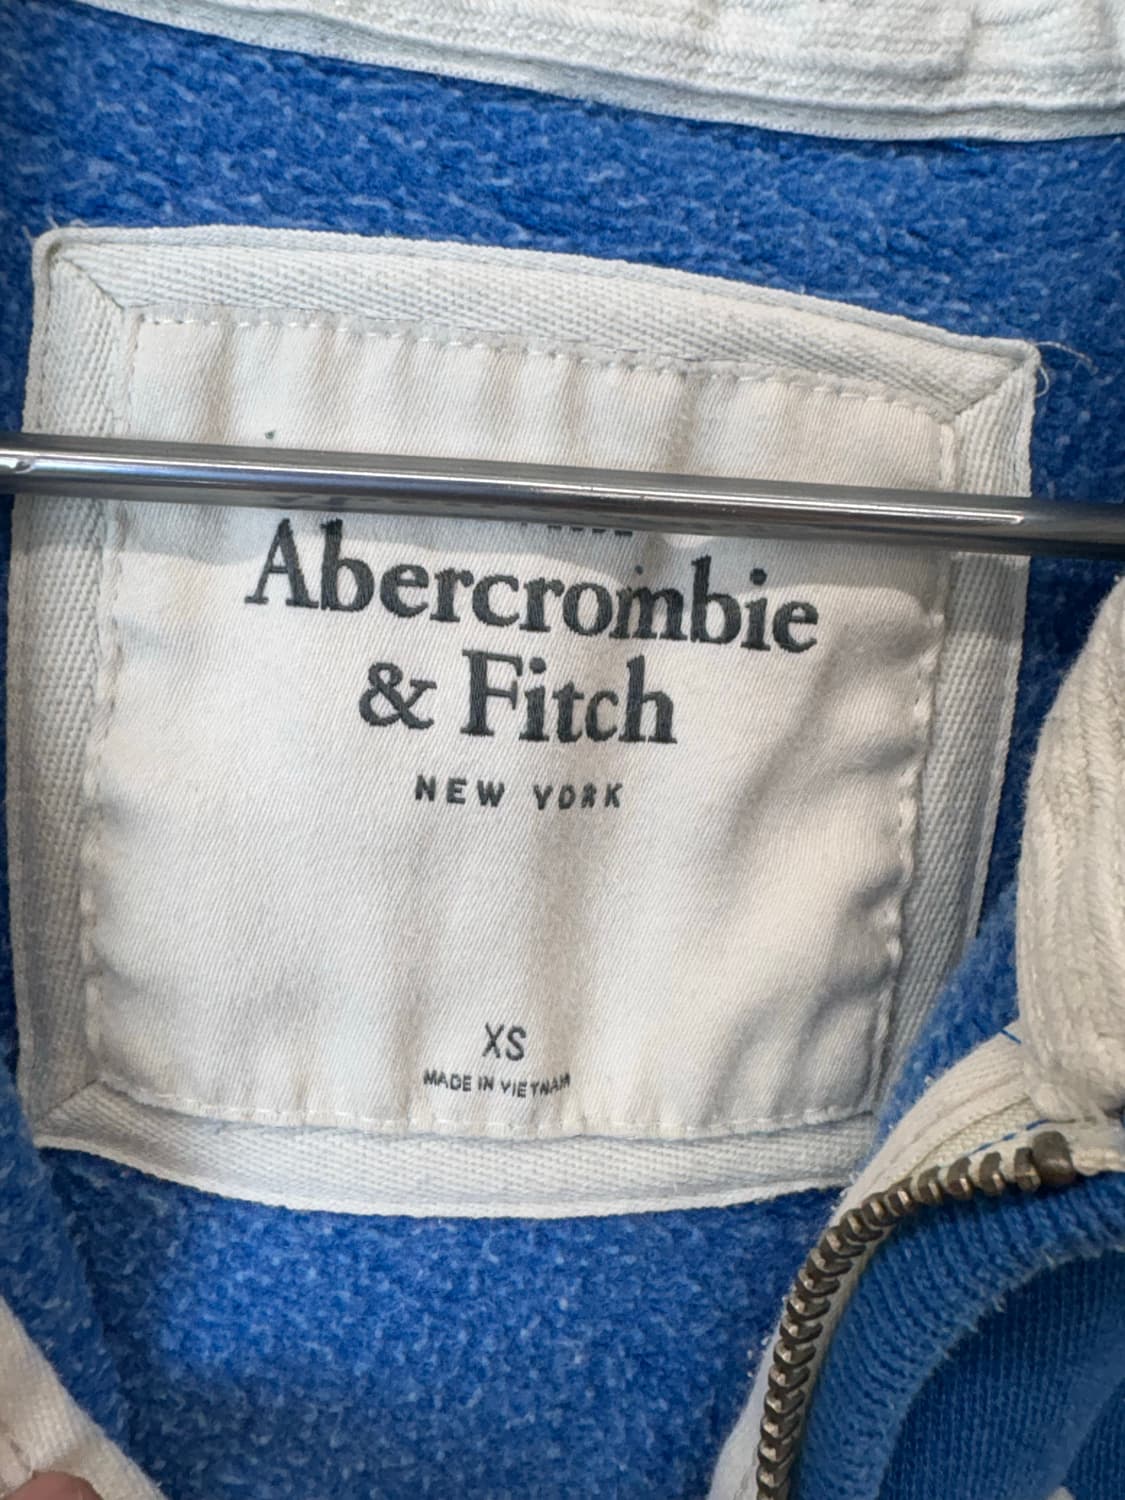 Abercrombie
& Fitch
NEW YORK
XS
MADE IN VIETNAM